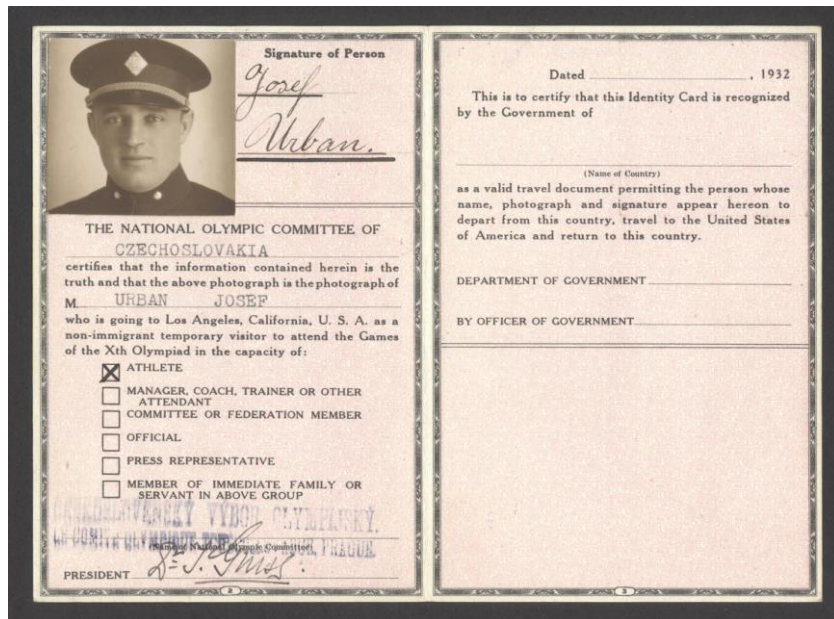 Signature of Person
Josef
Urban.
THE NATIONAL OLYMPIC COMMITTEE OF
CZECHOSLOVAKIA
certifies that the information contained herein is the
truth and that the above photograph is the photograph of
M. URBAN JOSEF
who is going to Los Angeles, California, U. S. A. as a
non-immigrant temporary visitor to attend the Games
of the Xth Olympiad in the capacity of:
ATHLETE
MANAGER, COACH, TRAINER OR OTHER
ATTENDANT
COMMITTEE OR FEDERATION MEMBER
OFFICIAL
PRESS REPRESENTATIVE
MEMBER OF IMMEDIATE FAMILY OR
SERVANT IN ABOVE GROUP
ČESKOSLOVENSKÝ VÝBOR OLYMPIJSKÝ.
LE COMITÉ OLYMPIQUE PRAGUE.
(Name of National Olympic Committee)
PRESIDENT Dr.
2
Dated , 1932
This is to certify that this Identity Card is recognized
by the Government of
(Name of Country)
as a valid travel document permitting the person whose
name, photograph and signature appear hereon to
depart from this country, travel to the United States
of America and return to this country.
DEPARTMENT OF GOVERNMENT
BY OFFICER OF GOVERNMENT
3